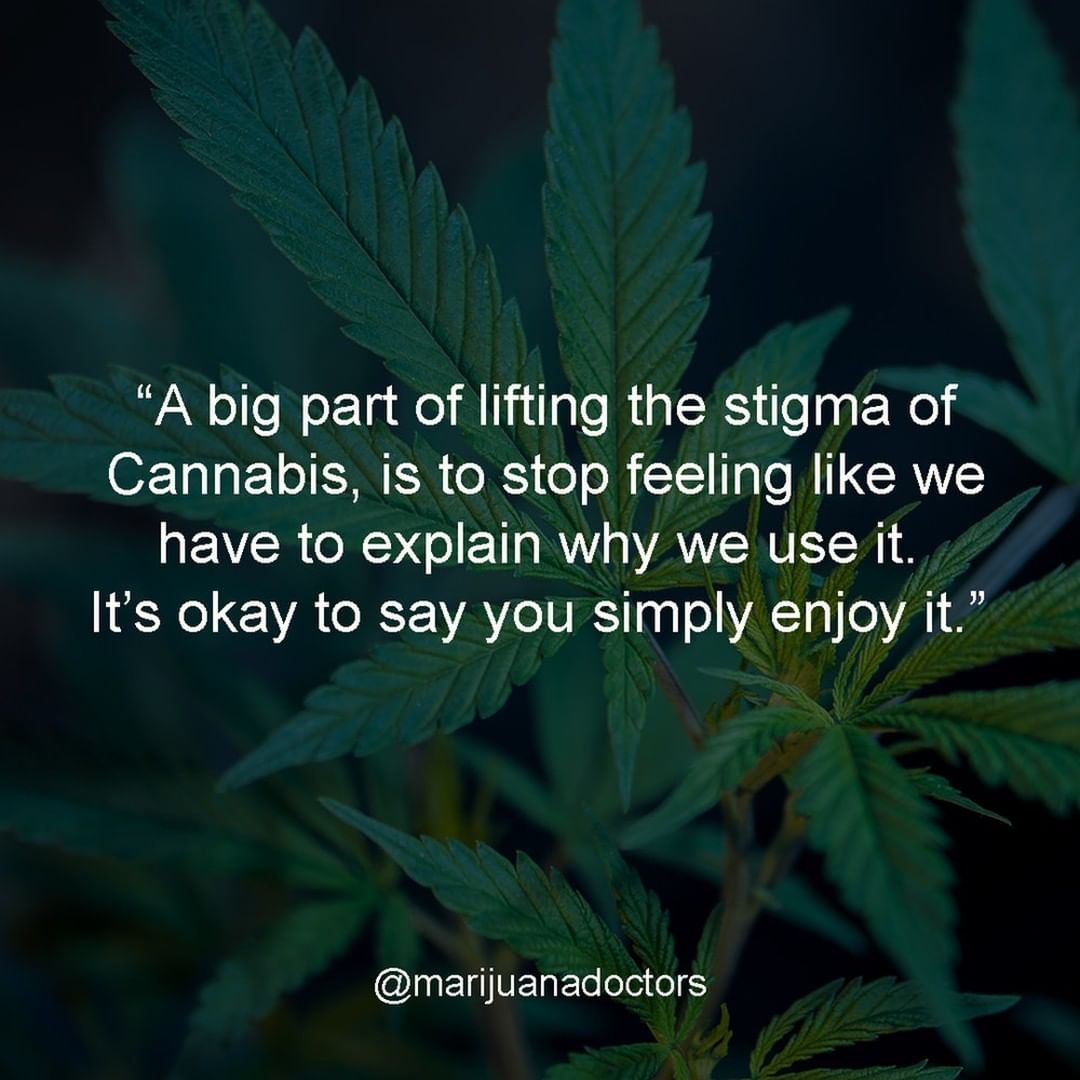 “A big part of lifting the stigma of
Cannabis, is to stop feeling like we
have to explain why we use it.
It’s okay to say you simply enjoy it.”
@marijuanadoctors